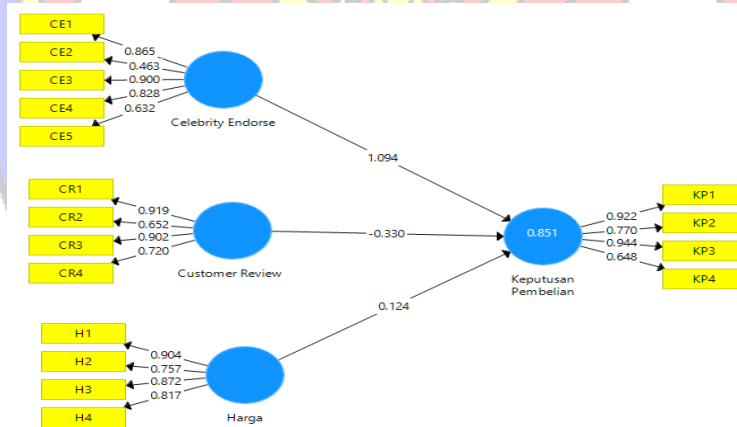 CE1
CE2
CE3
CE4
CE5
0.865
0.463
0.900
0.828
0.632
Celebrity Endorse
1.094
CR1
CR2
CR3
CR4
0.919
0.652
0.902
0.720
Customer Review
-0.330
H1
H2
H3
H4
0.904
0.757
0.872
0.817
Harga
0.124
0.851
Keputusan
Pembelian
0.922
0.770
0.944
0.648
KP1
KP2
KP3
KP4